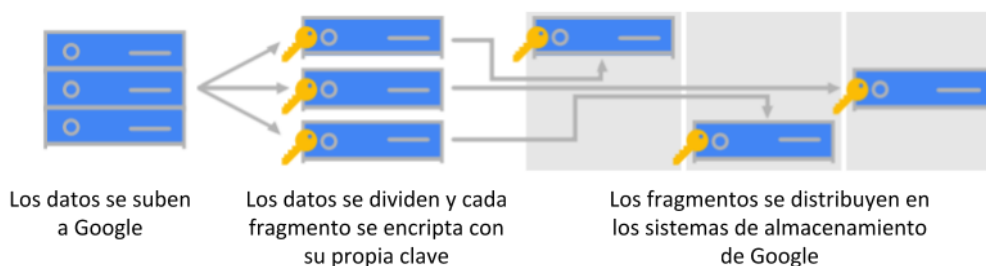 Los datos se suben
a Google
Los datos se dividen y cada
fragmento se encripta con
su propia clave
Los fragmentos se distribuyen en
los sistemas de almacenamiento
de Google